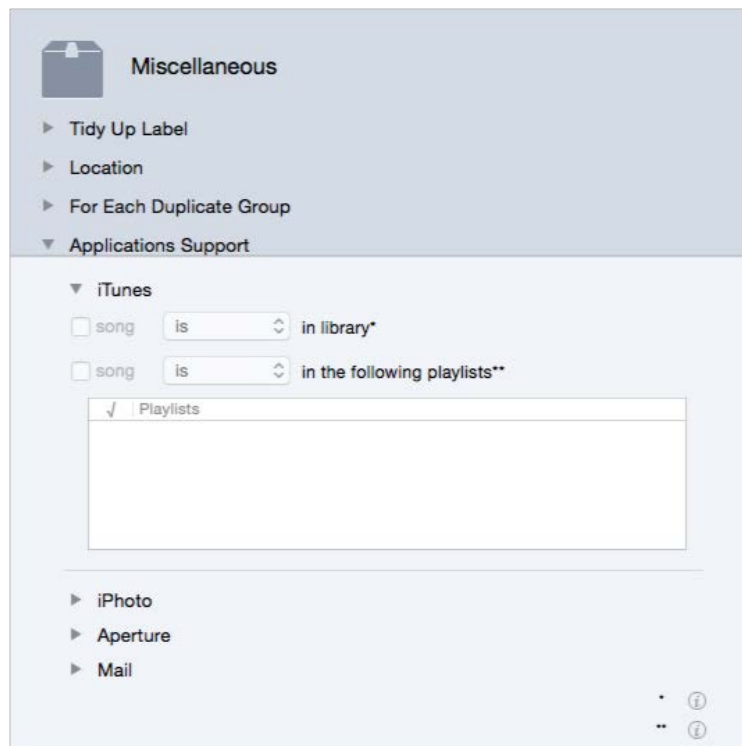 Miscellaneous
Tidy Up Label
Location
For Each Duplicate Group
Applications Support
iTunes
song is in library*
song is in the following playlists**
√ Playlists
iPhoto
Aperture
Mail
*
**